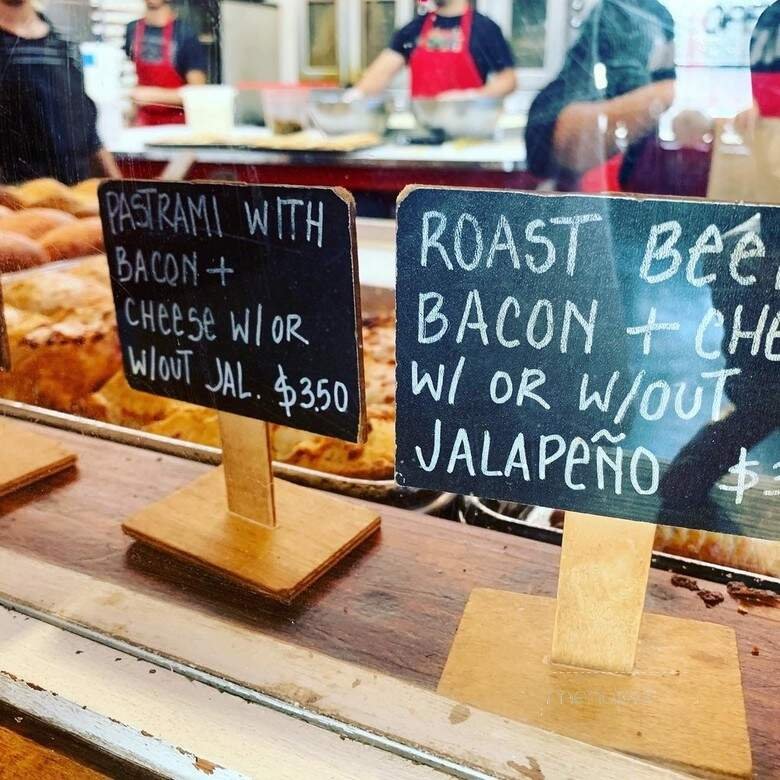 PASTRAMI WITH
BACON +
CHEESE W/ OR
W/OUT JAL. $3.50
ROAST BEE
BACON + CHE
W/ OR W/OUT
JALAPEÑO $